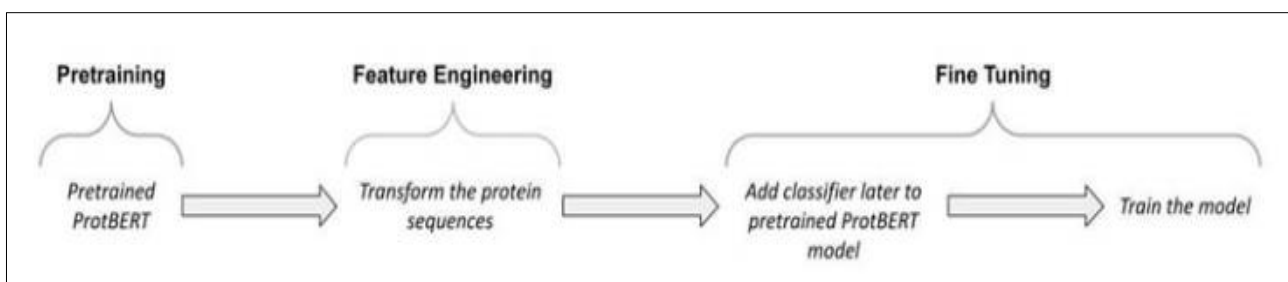 Pretraining
Feature Engineering
Fine Tuning
Pretrained
ProtBERT
Transform the protein
sequences
Add classifier later to
pretrained ProtBERT
model
Train the model